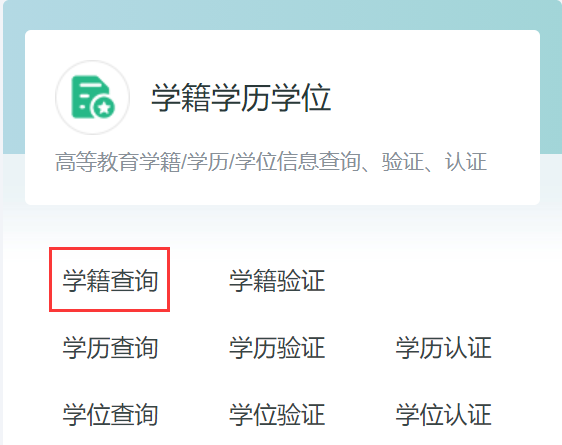 学籍学历学位
高等教育学籍/学历/学位信息查询、验证、认证
学籍查询 学籍验证
学历查询 学历验证 学历认证
学位查询 学位验证 学位认证